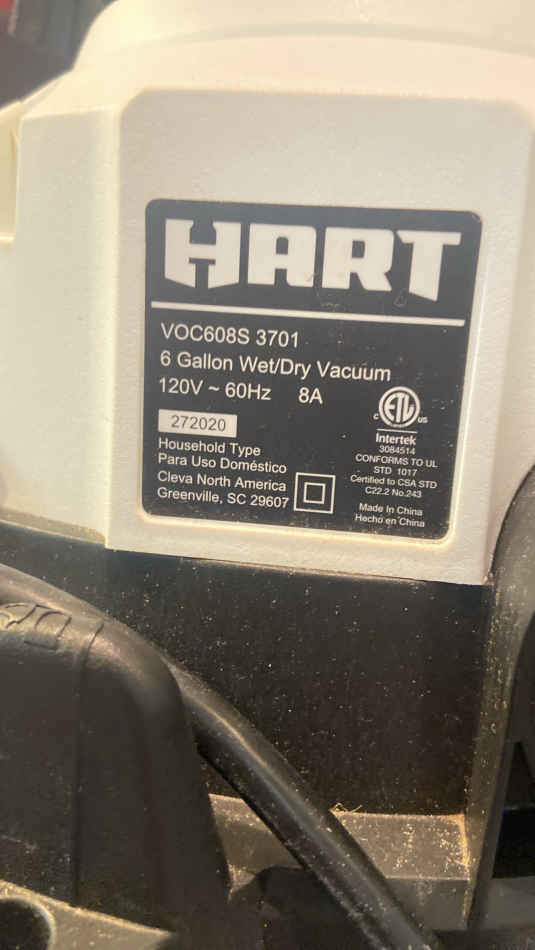 HART
VOC608S 3701
6 Gallon Wet/Dry Vacuum
120V ~ 60Hz 8A
272020
Household Type
Para Uso Doméstico
Cleva North America
Greenville, SC 29607
C ETL US
Intertek
3084514
CONFORMS TO UL
STD 1017
Certified to CSA STD
C22.2 No.243
Made In China
Hecho en China